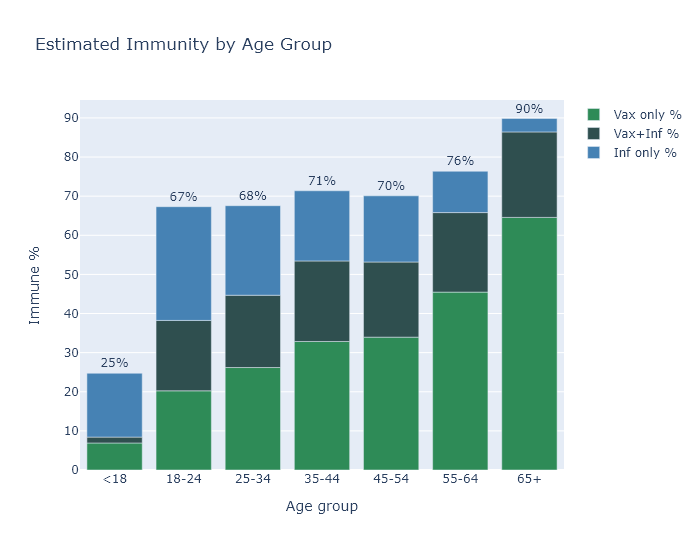 Estimated Immunity by Age Group
Vax only %
Vax+Inf %
Inf only %
Immune %
90
80
70
60
50
40
30
20
10
0
25%
67%
68%
71%
70%
76%
90%
<18 18-24 25-34 35-44 45-54 55-64 65+
Age group